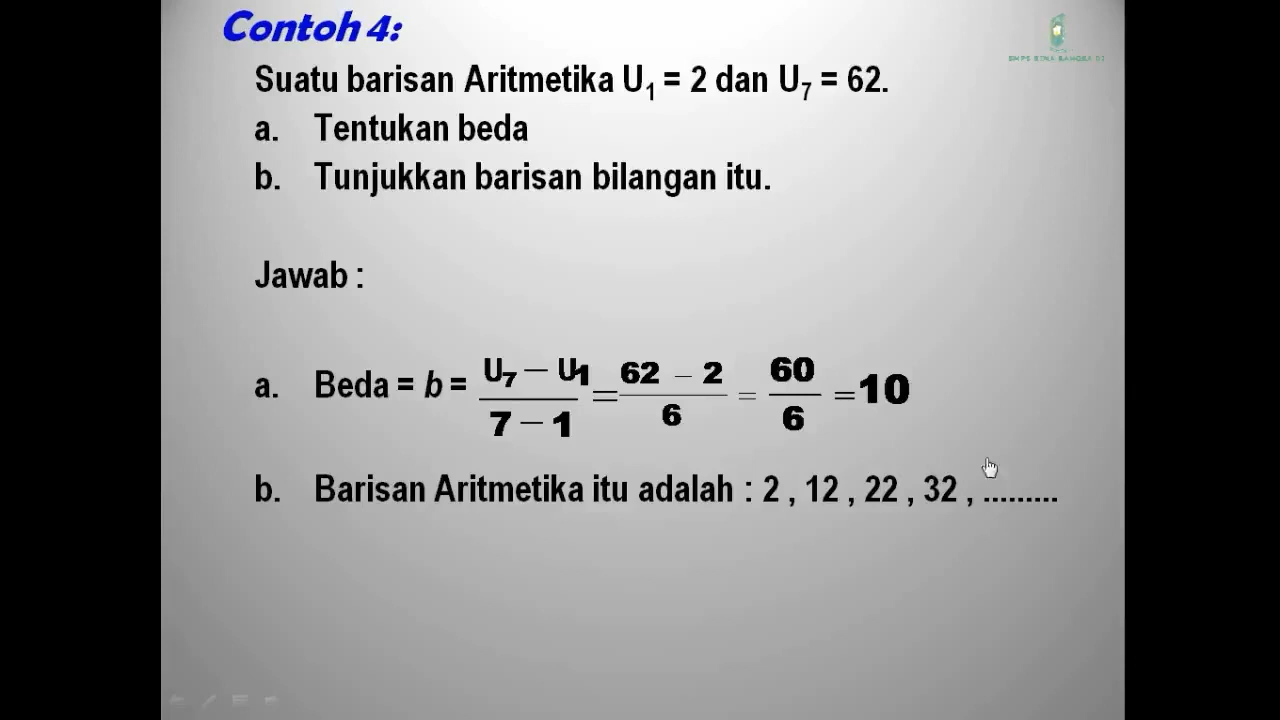 Contoh 4:
Suatu barisan Aritmetika U₁ = 2 dan U₇ = 62.
a. Tentukan beda
b. Tunjukkan barisan bilangan itu.
Jawab :
a. Beda = b = (U₇ − U1)/(7 − 1) = (62 − 2)/6 = 60/6 = 10
b. Barisan Aritmetika itu adalah : 2 , 12 , 22 , 32 , .........